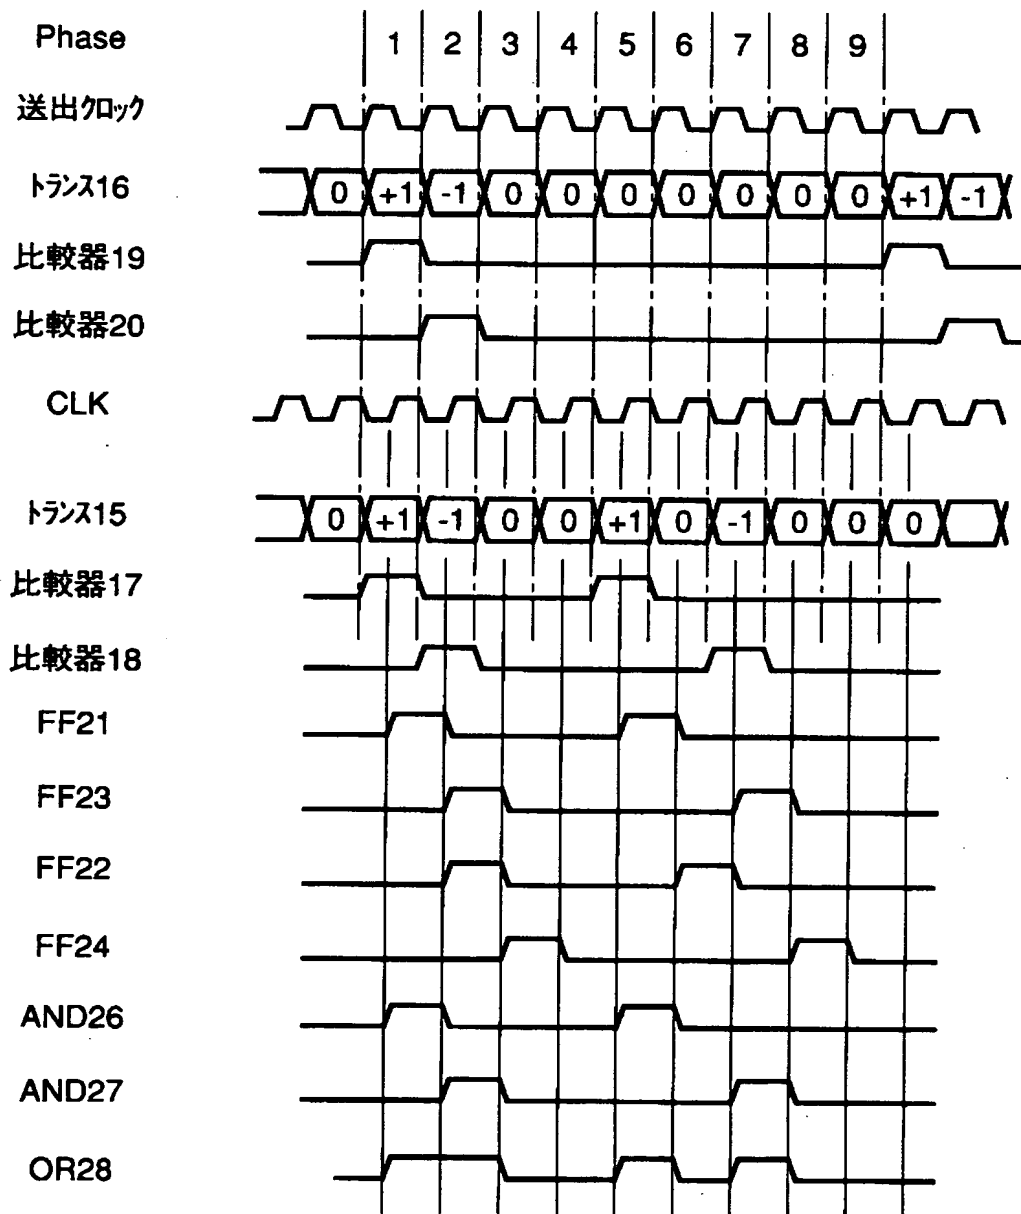 Phase 1 2 3 4 5 6 7 8 9
送出クロック
トランス16 0 +1 -1 0 0 0 0 0 0 0 +1 -1
比較器19
比較器20
CLK
トランス15 0 +1 -1 0 0 +1 0 -1 0 0 0
比較器17
比較器18
FF21
FF23
FF22
FF24
AND26
AND27
OR28